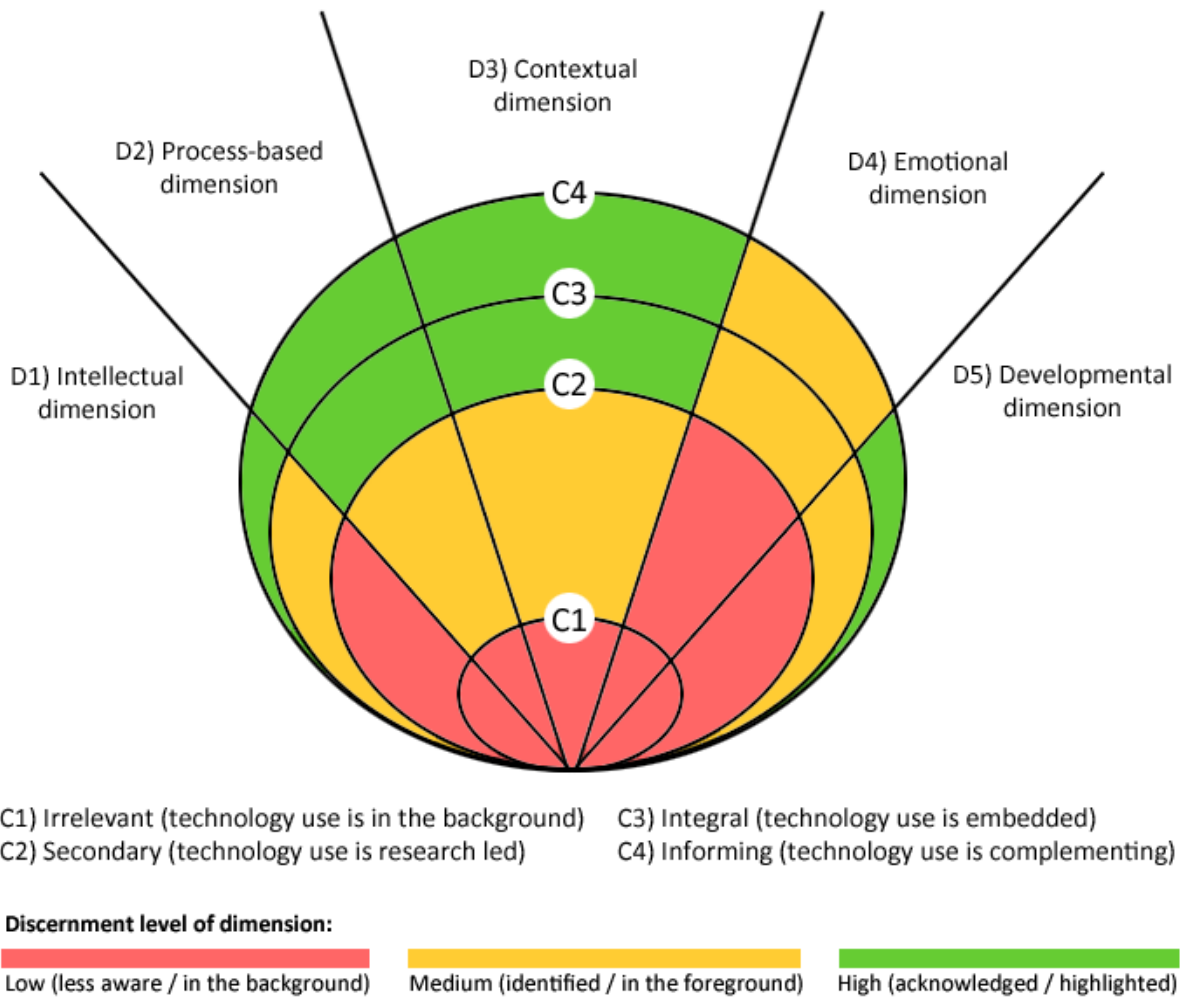 D3) Contextual
dimension
D2) Process-based
dimension
D4) Emotional
dimension
C4
C3
D1) Intellectual
dimension
C2
D5) Developmental
dimension
C1
C1) Irrelevant (technology use is in the background)
C3) Integral (technology use is embedded)
C2) Secondary (technology use is research led)
C4) Informing (technology use is complementing)
Discernment level of dimension:
Low (less aware / in the background)
Medium (identified / in the foreground)
High (acknowledged / highlighted)